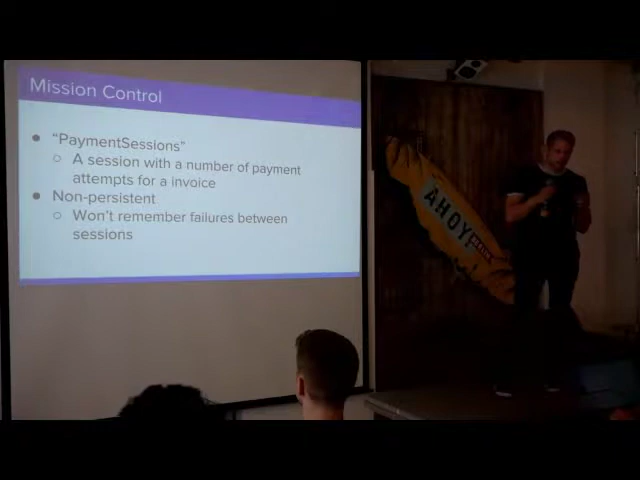 Mission Control
● "PaymentSessions"
○ A session with a number of payment
attempts for a invoice
● Non-persistent
○ Won't remember failures between
sessions
AHOY!
BERLIN